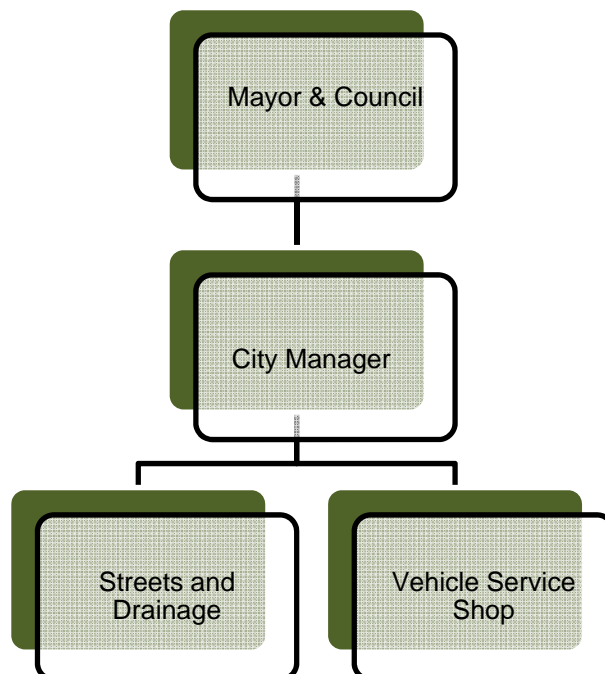 Mayor & Council
City Manager
Streets and
Drainage
Vehicle Service
Shop